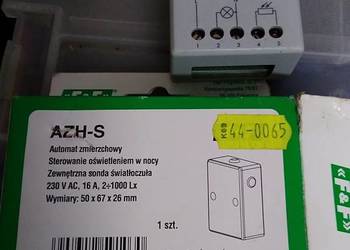 1 2 3 4 5
F&F
AZH-S
Automat zmierzchowy
Sterowanie oświetleniem w nocy
Zewnętrzna sonda światłoczuła
230 V AC, 16 A, 2÷1000 Lx
Wymiary: 50 x 67 x 26 mm
1 szt.
44-0065
F&F